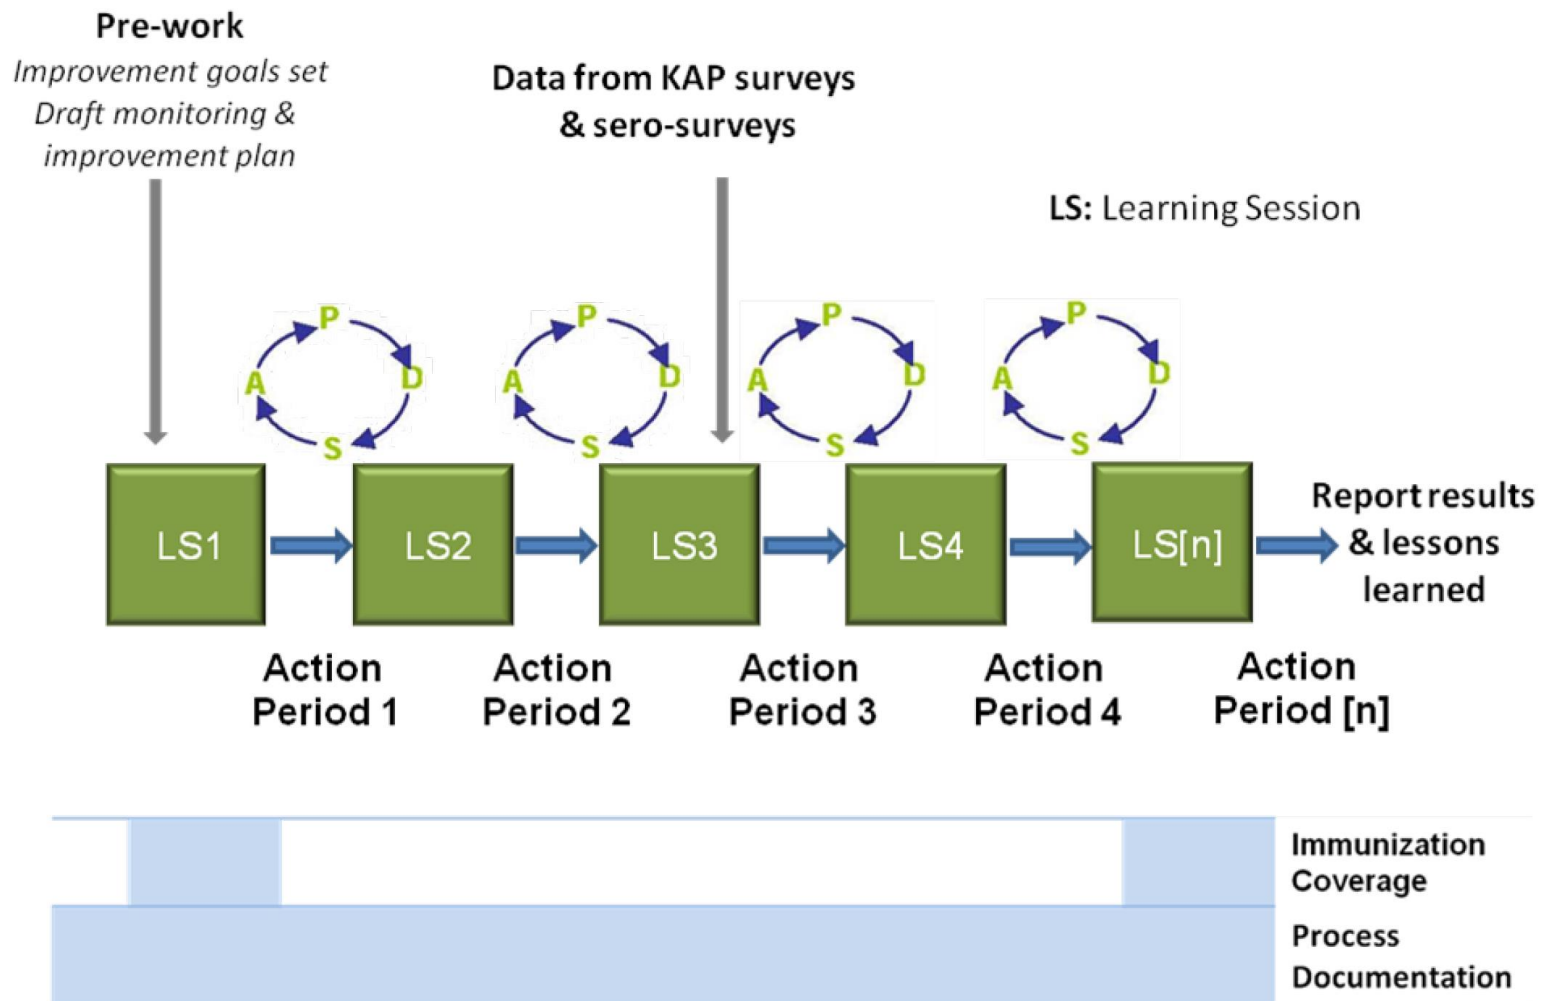 Pre-work
Improvement goals set
Draft monitoring &
improvement plan
Data from KAP surveys
& sero-surveys
LS: Learning Session
P
D
S
A
P
D
S
A
P
D
S
A
P
D
S
A
LS1
LS2
LS3
LS4
LS[n]
Report results
& lessons
learned
Action
Period 1
Action
Period 2
Action
Period 3
Action
Period 4
Action
Period [n]
Immunization
Coverage
Process
Documentation